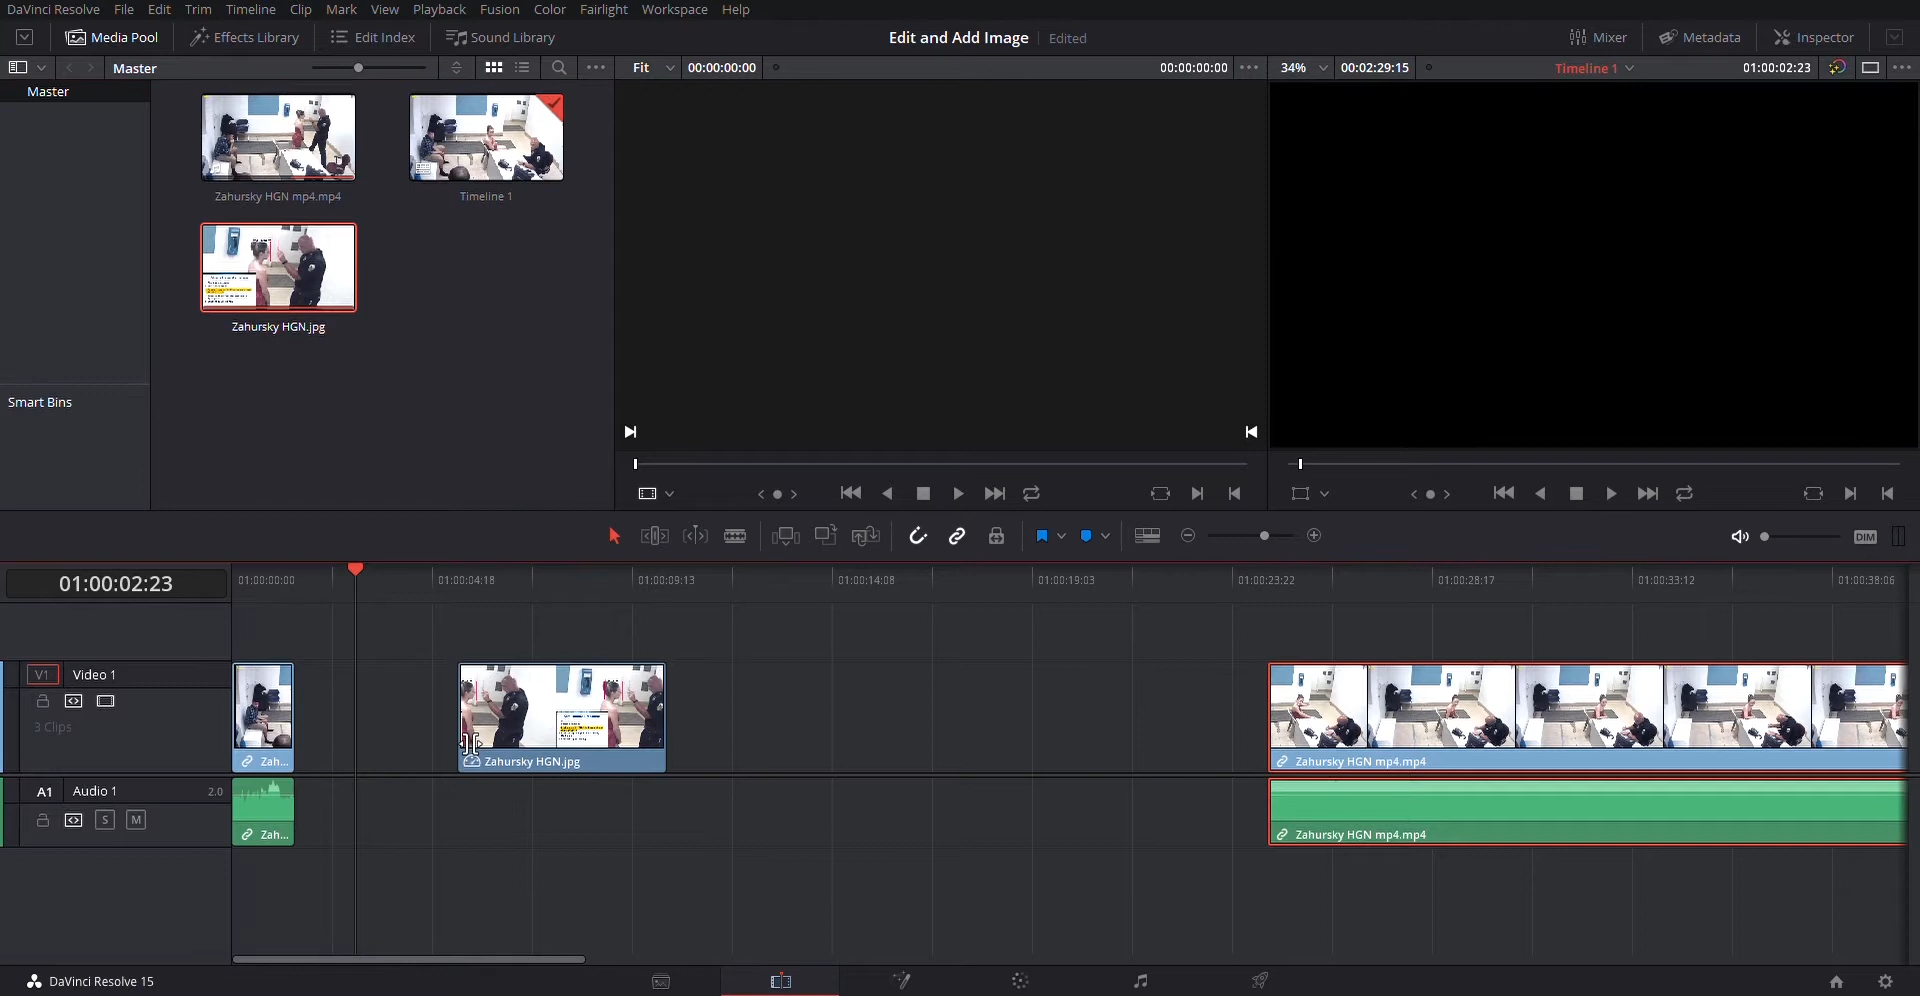 DaVinci Resolve File Edit Trim Timeline Clip Mark View Playback Fusion Color Fairlight Workspace Help
Media Pool Effects Library Edit Index Sound Library Edit and Add Image Edited Mixer Metadata Inspector
Master Fit 00:00:00:00 00:00:00:00 34% 00:02:29:15 Timeline 1 01:00:02:23
Master
Zahursky HGN mp4.mp4 Timeline 1
Zahursky HGN.jpg
Smart Bins
DIM
01:00:02:23 01:00:00:00 01:00:04:18 01:00:09:13 01:00:14:08 01:00:19:03 01:00:23:22 01:00:28:17 01:00:33:12 01:00:38:06
V1 Video 1
3 Clips
Zah... Zahursky HGN.jpg Zahursky HGN mp4.mp4
A1 Audio 1 2.0
S M
Zah... Zahursky HGN mp4.mp4
DaVinci Resolve 15